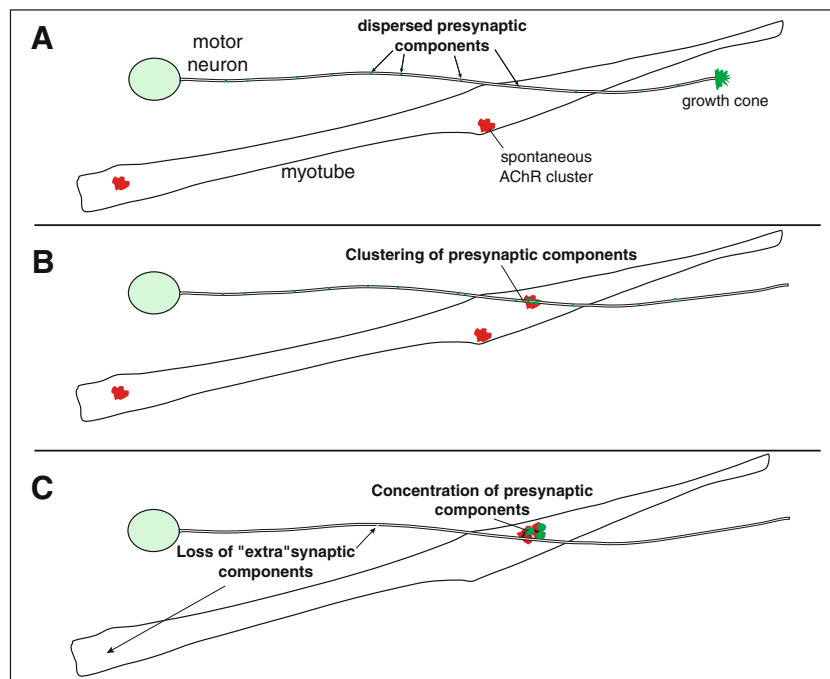 A
motor
neuron
dispersed presynaptic
components
growth cone
spontaneous
AChR cluster
myotube
B
Clustering of presynaptic components
C
Concentration of presynaptic
components
Loss of "extra"synaptic
components